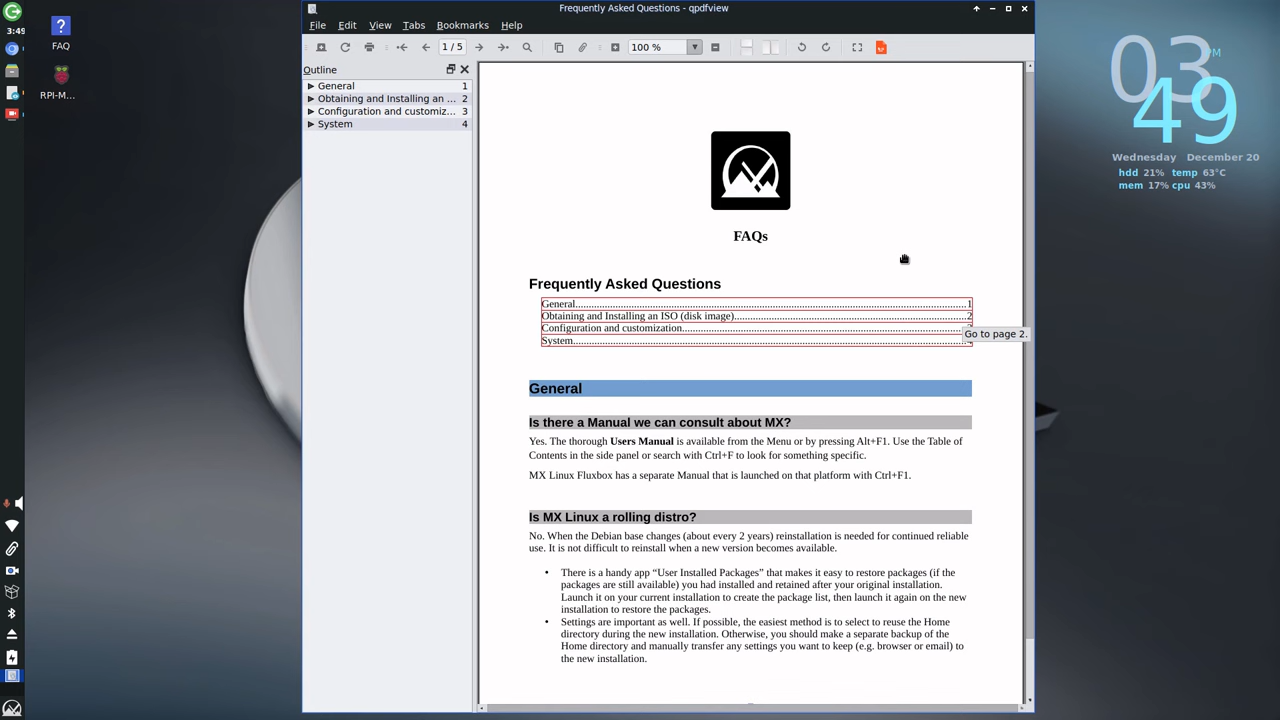 Frequently Asked Questions - qpdfview
File Edit View Tabs Bookmarks Help
1 / 5
100 %
Outline
General 1
Obtaining and Installing an ... 2
Configuration and customiz... 3
System 4
FAQs
Frequently Asked Questions
General.....1
Obtaining and Installing an ISO (disk image).....2
Configuration and customization.....
System.....
Go to page 2.
General
Is there a Manual we can consult about MX?
Yes. The thorough Users Manual is available from the Menu or by pressing Alt+F1. Use the Table of
Contents in the side panel or search with Ctrl+F to look for something specific.
MX Linux Fluxbox has a separate Manual that is launched on that platform with Ctrl+F1.
Is MX Linux a rolling distro?
No. When the Debian base changes (about every 2 years) reinstallation is needed for continued reliable
use. It is not difficult to reinstall when a new version becomes available.
• There is a handy app “User Installed Packages” that makes it easy to restore packages (if the
packages are still available) you had installed and retained after your original installation.
Launch it on your current installation to create the package list, then launch it again on the new
installation to restore the packages.
• Settings are important as well. If possible, the easiest method is to select to reuse the Home
directory during the new installation. Otherwise, you should make a separate backup of the
Home directory and manually transfer any settings you want to keep (e.g. browser or email) to
the new installation.
3:49
FAQ
RPI-M...
03 PM
49
Wednesday December 20
hdd 21% temp 63°C
mem 17% cpu 43%